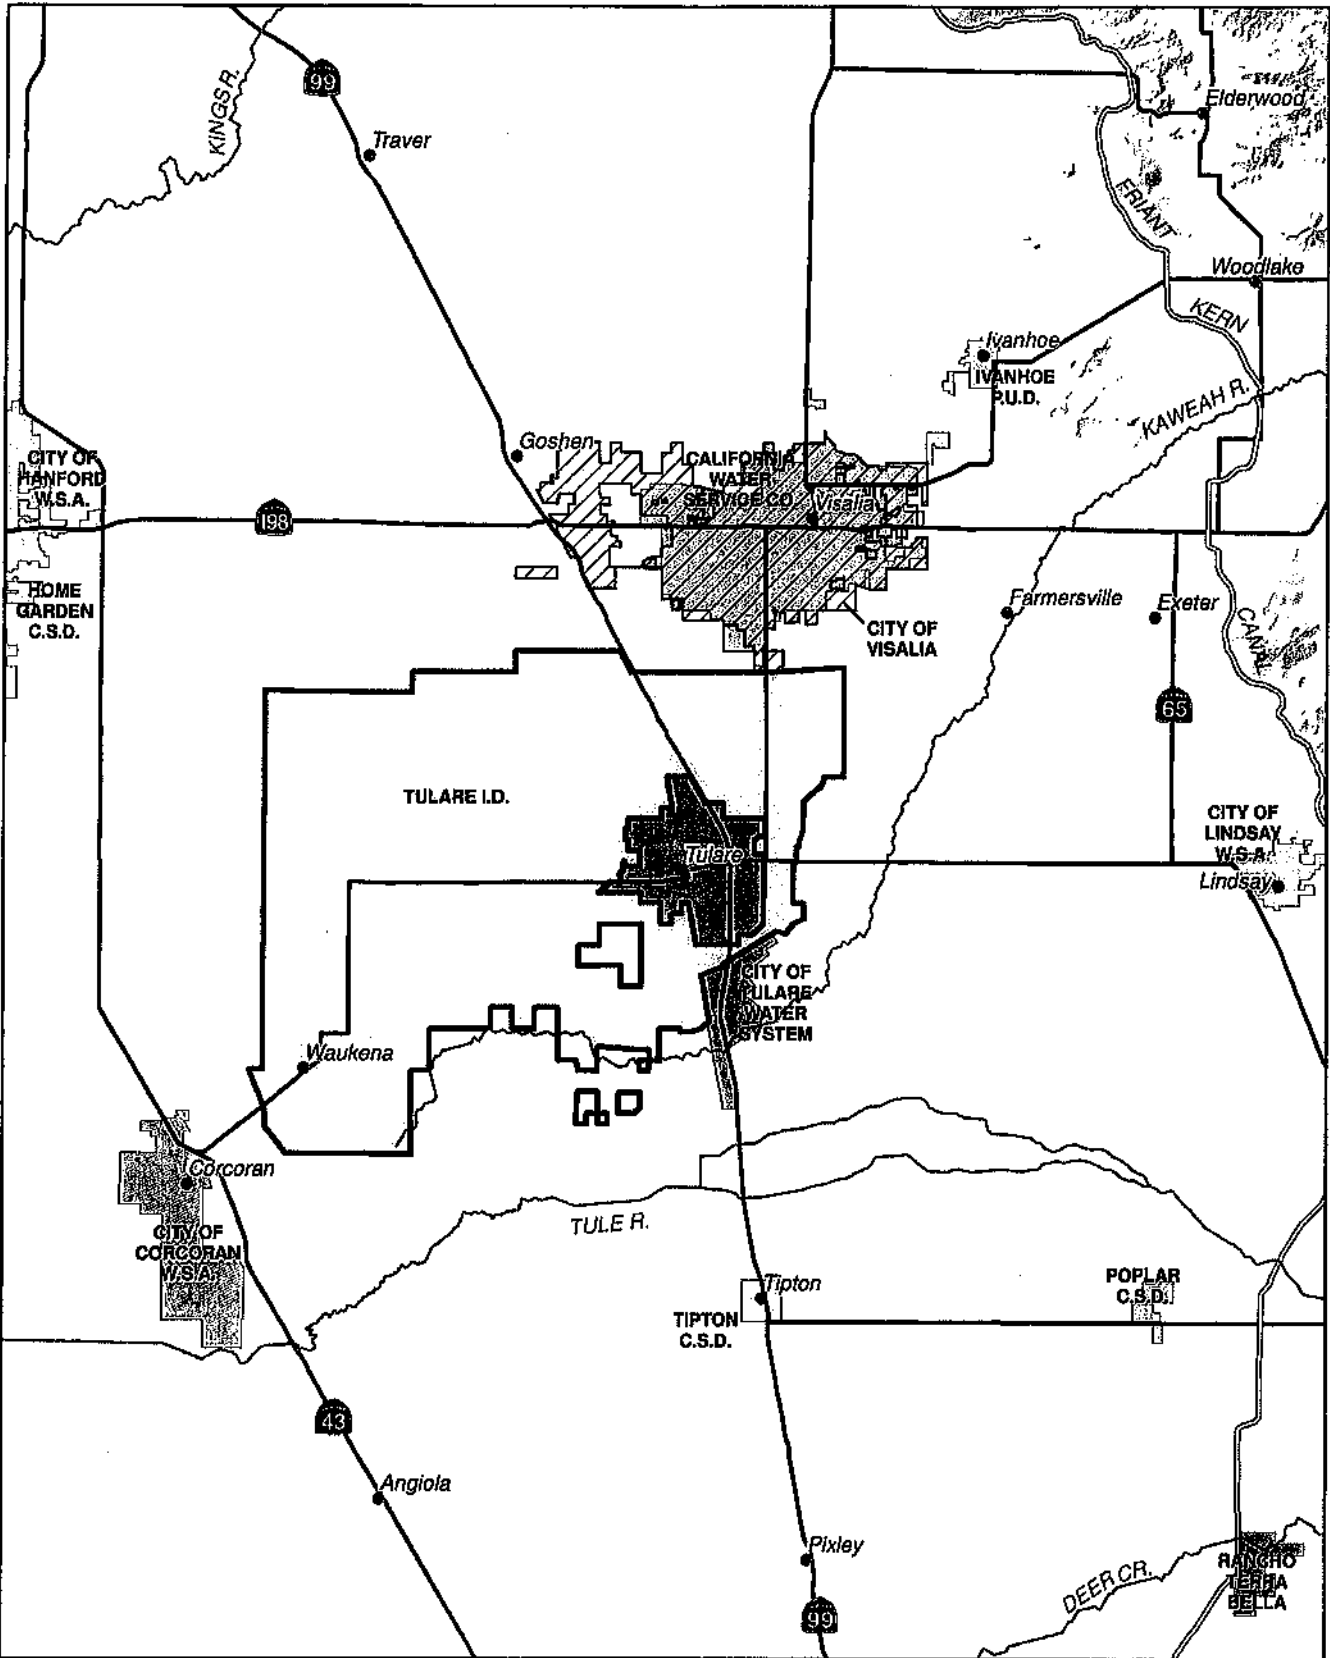 99
KINGS R.
Traver
Elderwood
FRIANT
Woodlake
KERN
Ivanhoe
IVANHOE
P.U.D.
KAWEAH R.
Goshen
CITY OF
HANFORD
W.S.A.
CALIFORNIA
WATER
SERVICE CO.
Visalia
198
HOME
GARDEN
C.S.D.
Farmersville
Exeter
CITY OF
VISALIA
CANAL
65
TULARE I.D.
CITY OF
LINDSAY
W.S.A.
Tulare
Lindsay
CITY OF
TULARE
WATER
SYSTEM
Waukena
Corcoran
CITY OF
CORCORAN
W.S.A.
TULE R.
Tipton
TIPTON
C.S.D.
POPLAR
C.S.D.
43
Angiola
Pixley
99
DEER CR.
RANCHO
TERRA
BELLA